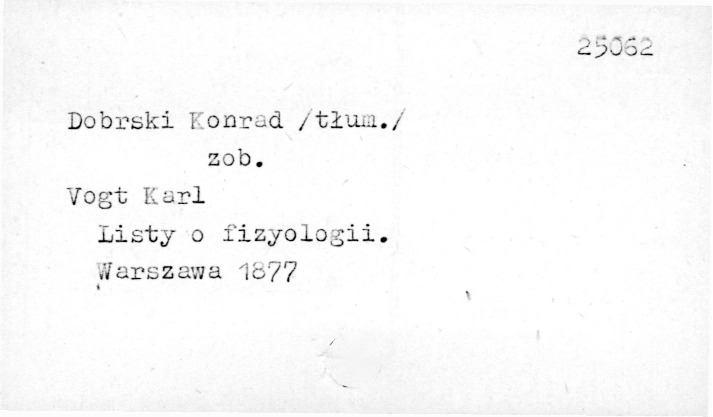 25062
Dobrski Konrad /tłum./
zob.
Vogt Karl
Listy o fizyologii.
Warszawa 1877